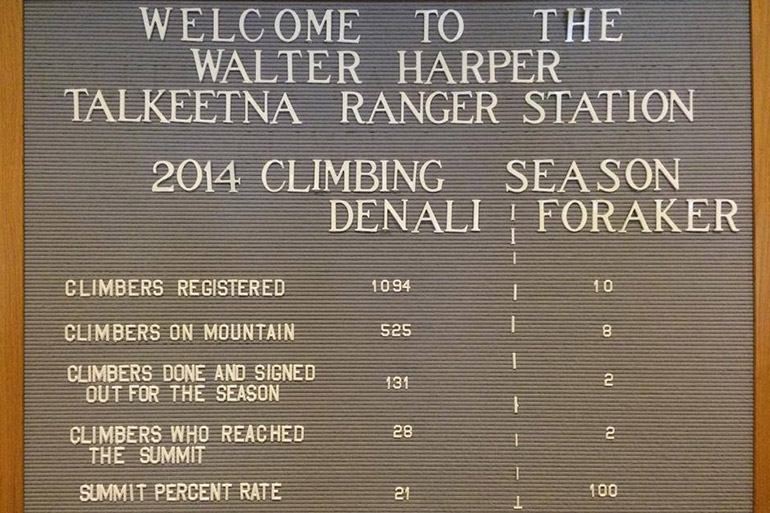 WELCOME TO THE
WALTER HARPER
TALKEETNA RANGER STATION
2014 CLIMBING SEASON
DENALI FORAKER
CLIMBERS REGISTERED 1094 10
CLIMBERS ON MOUNTAIN 525 8
CLIMBERS DONE AND SIGNED
OUT FOR THE SEASON 131 2
CLIMBERS WHO REACHED
THE SUMMIT 28 2
SUMMIT PERCENT RATE 21 100